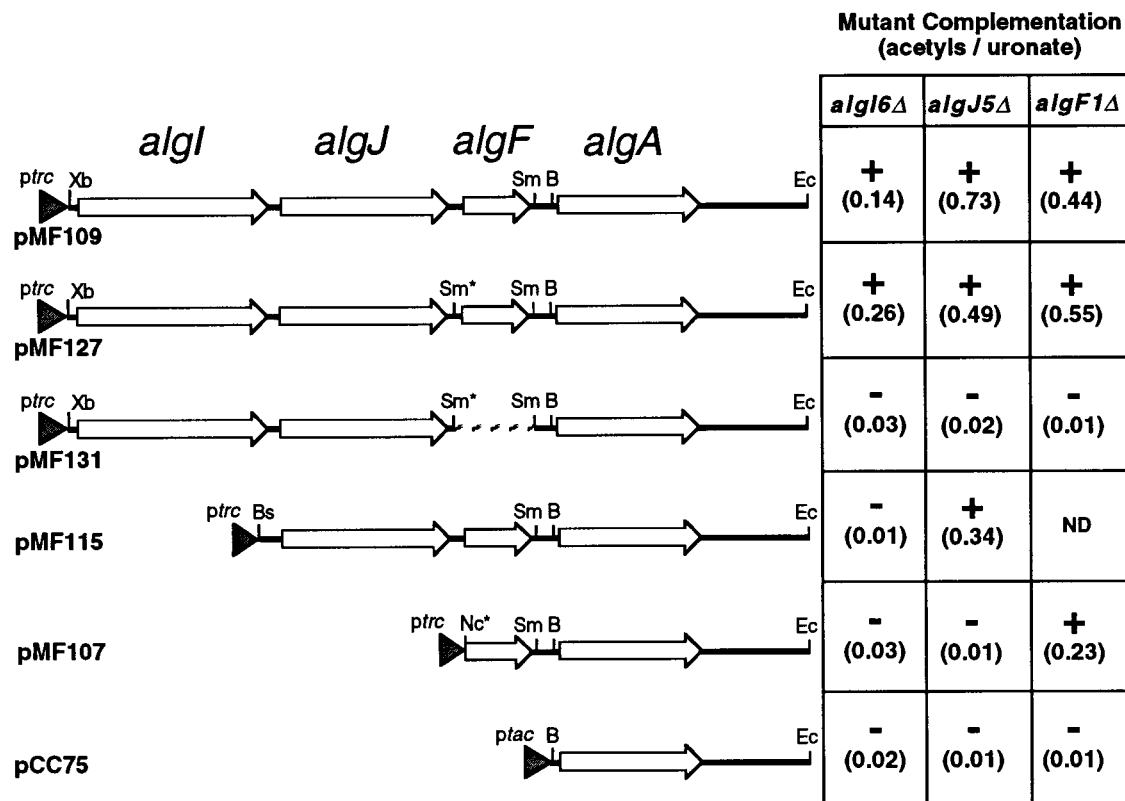 Mutant Complementation
(acetyls / uronate)
algI6Δ algJ5Δ algF1Δ
algI algJ algF algA
ptrc Xb Sm B Ec
pMF109
+ + +
(0.14) (0.73) (0.44)
ptrc Xb Sm* Sm B Ec
pMF127
+ + +
(0.26) (0.49) (0.55)
ptrc Xb Sm* Sm B Ec
pMF131
- - -
(0.03) (0.02) (0.01)
ptrc Bs Sm B Ec
pMF115
- + ND
(0.01) (0.34)
ptrc Nc* Sm B Ec
pMF107
- - +
(0.03) (0.01) (0.23)
ptac B Ec
pCC75
- - -
(0.02) (0.01) (0.01)